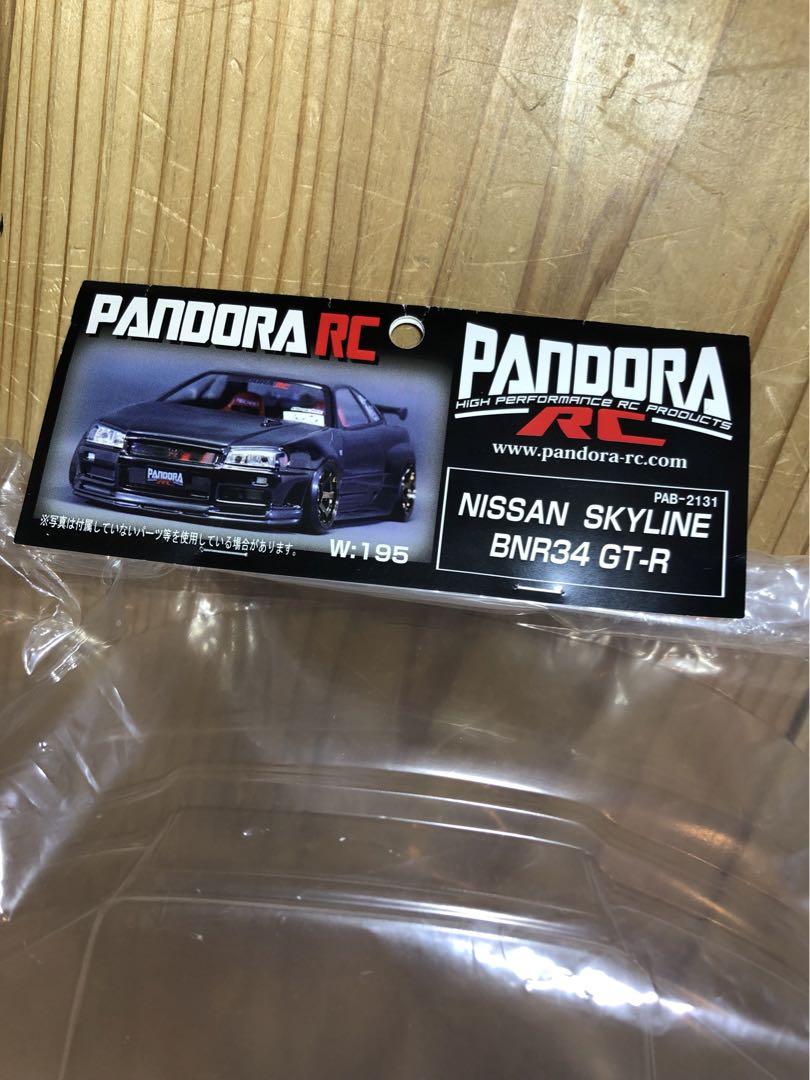 PANDORA RC
PANDORA
RC
※写真は付属していないパーツ等を使用している場合があります。
W:195
PANDORA
HIGH PERFORMANCE RC PRODUCTS
RC
www.pandora-rc.com
PAB-2131
NISSAN SKYLINE
BNR34 GT-R